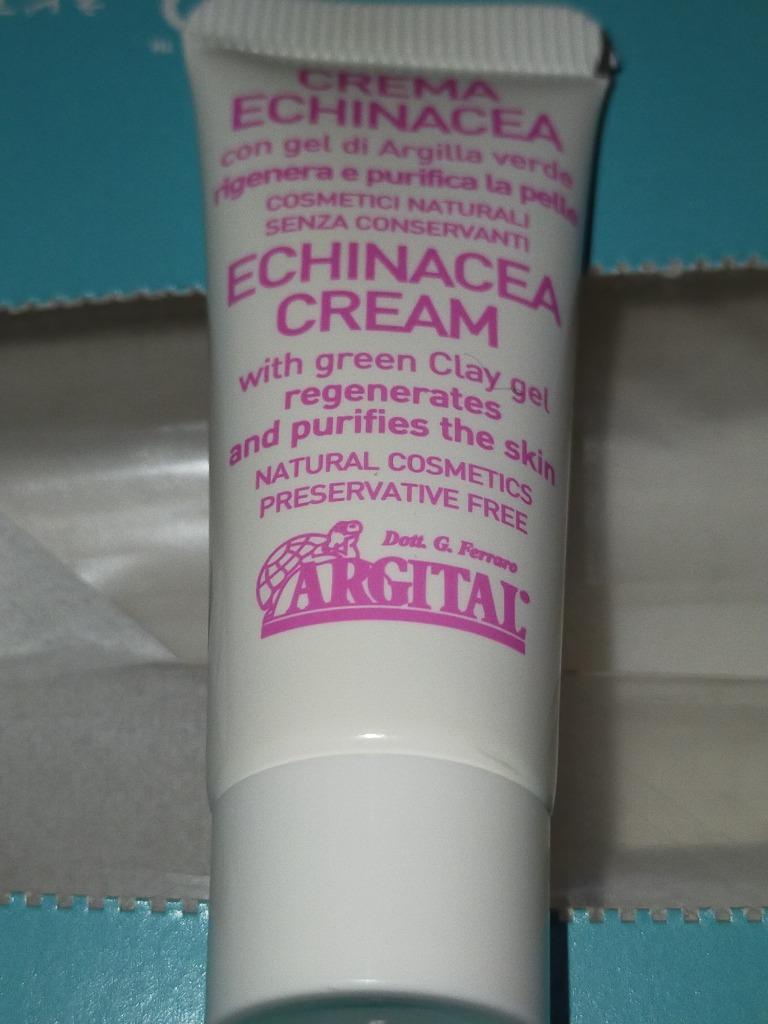 CREMA
ECHINACEA
con gel di Argilla verde
rigenera e purifica la pelle
COSMETICI NATURALI
SENZA CONSERVANTI
ECHINACEA
CREAM
with green Clay gel
regenerates
and purifies the skin
NATURAL COSMETICS
PRESERVATIVE FREE
Dott. G. Ferraro
ARGITAL